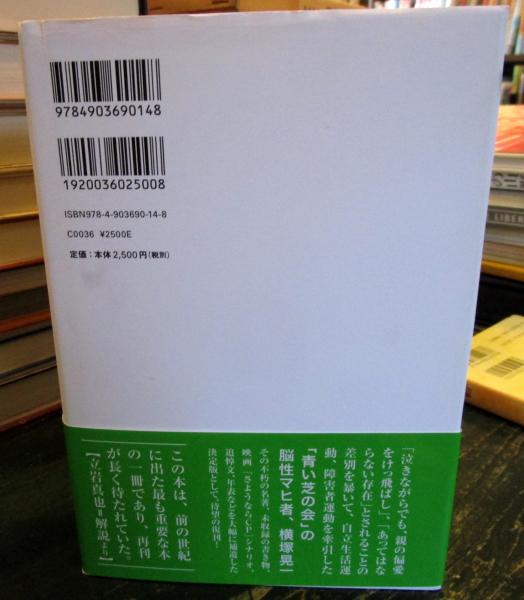 9784903690148
1920036025008
ISBN978-4-903690-14-8
C0036 ¥2500E
定価：本体2,500円(税別)
「泣きながらでも、親の偏愛
をけっ飛ばし」、「あってはな
らない存在」とされることの
差別を暴いて、自立生活運
動、障害者運動を牽引した
「青い芝の会」の
脳性マヒ者、横塚晃一
その不朽の名著、未収録の書き物、
映画「さようならCP」シナリオ、
追悼文、年表などを大幅に補遺した
決定版として、待望の復刊！
この本は、前の世紀
に出た最も重要な本
の一冊であり、再刊
が長く待たれていた。
【立岩真也・解説より】
LIBER